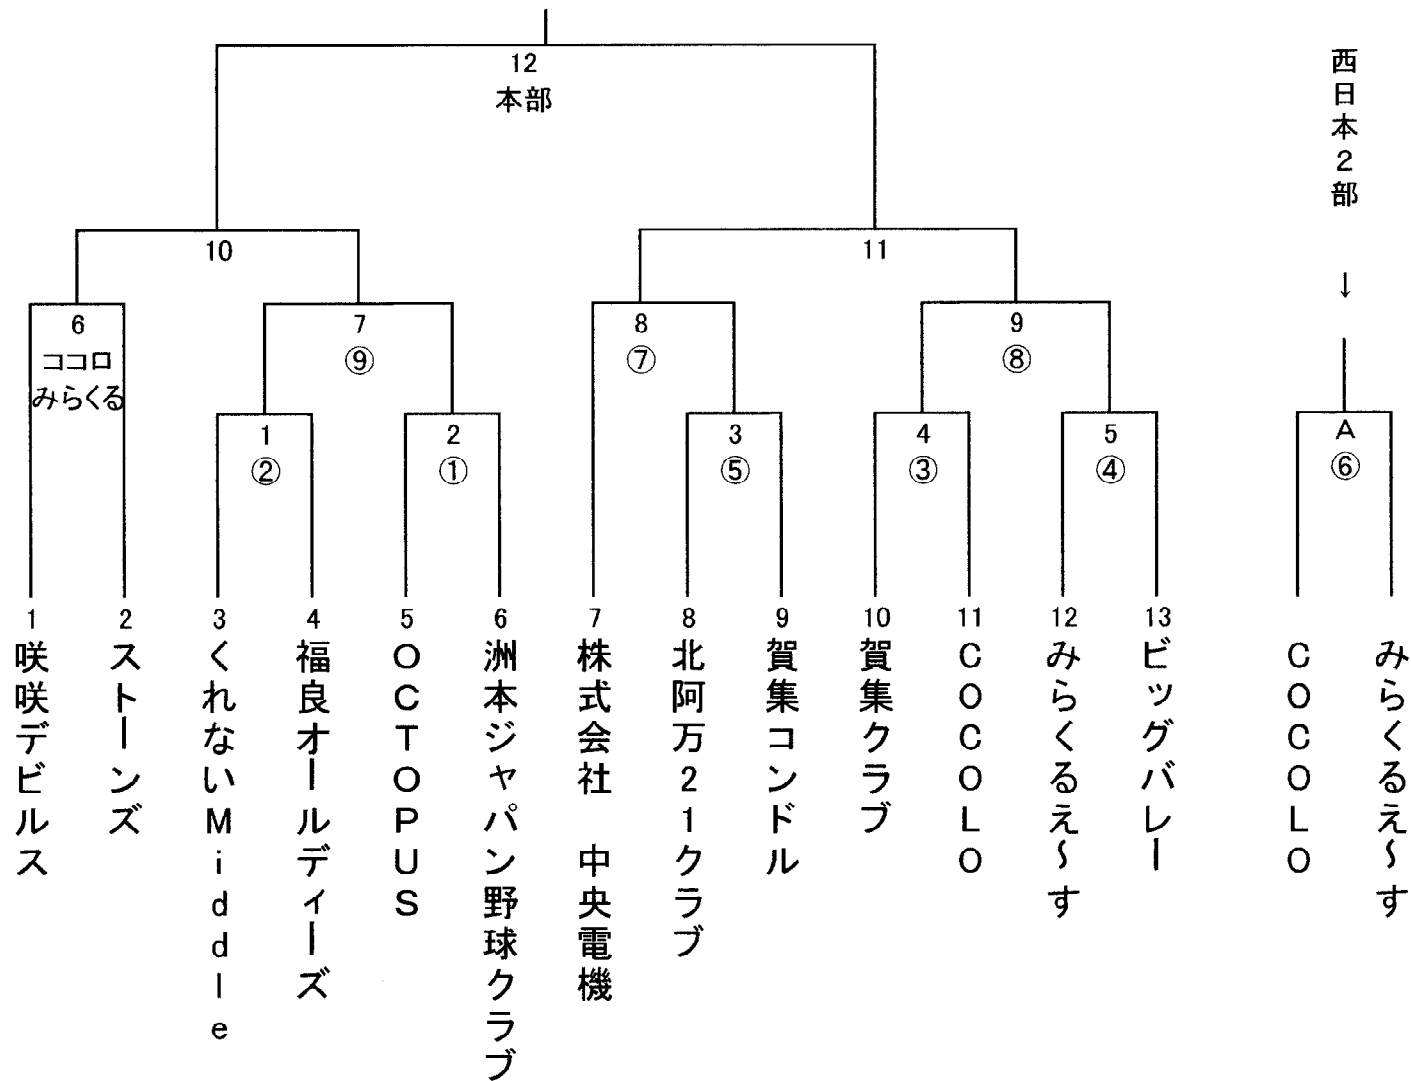 12
本部
西日本2部
↓
10
11
6
ココロ
みらくる
7
⑨
8
⑦
9
⑧
1
②
2
①
3
⑤
4
③
5
④
A
⑥
1
咲咲デビルス
2
ストーンズ
3
くれないMiddle
4
福良オールディーズ
5
OCTOPUS
6
洲本ジャパン野球クラブ
7
株式会社 中央電機
8
北阿万21クラブ
9
賀集コンドル
10
賀集クラブ
11
COCOLO
12
みらくるえ~す
13
ビッグバレー
COCOLO
みらくるえ~す